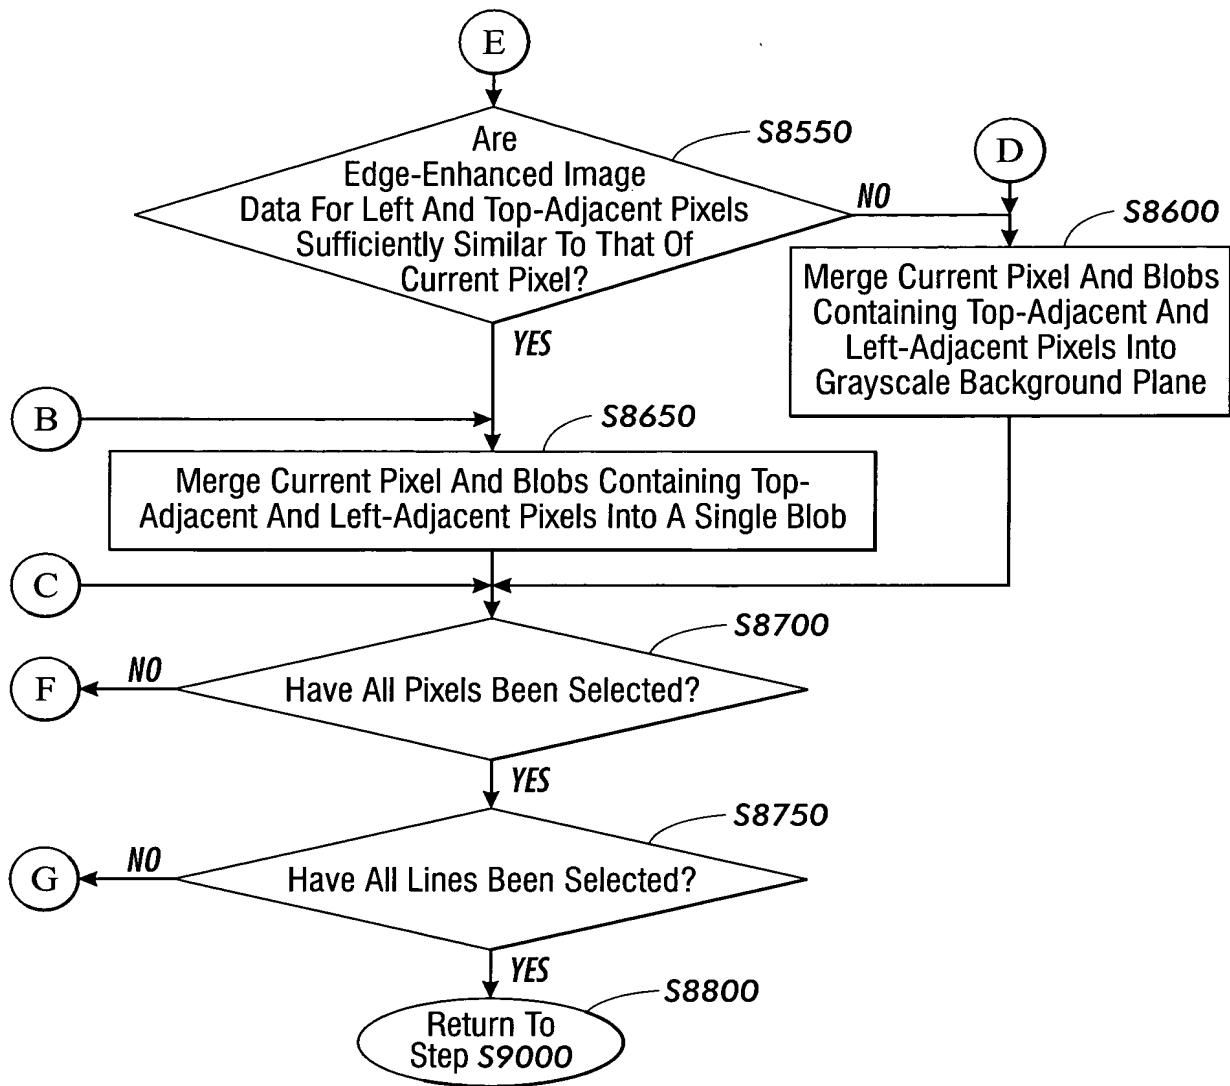 E
Are
Edge-Enhanced Image
Data For Left And Top-Adjacent Pixels
Sufficiently Similar To That Of
Current Pixel?
S8550
NO
YES
D
S8600
Merge Current Pixel And Blobs
Containing Top-Adjacent And
Left-Adjacent Pixels Into
Grayscale Background Plane
B
S8650
Merge Current Pixel And Blobs Containing Top-
Adjacent And Left-Adjacent Pixels Into A Single Blob
C
S8700
Have All Pixels Been Selected?
NO
F
YES
S8750
Have All Lines Been Selected?
NO
G
YES
S8800
Return To
Step S9000